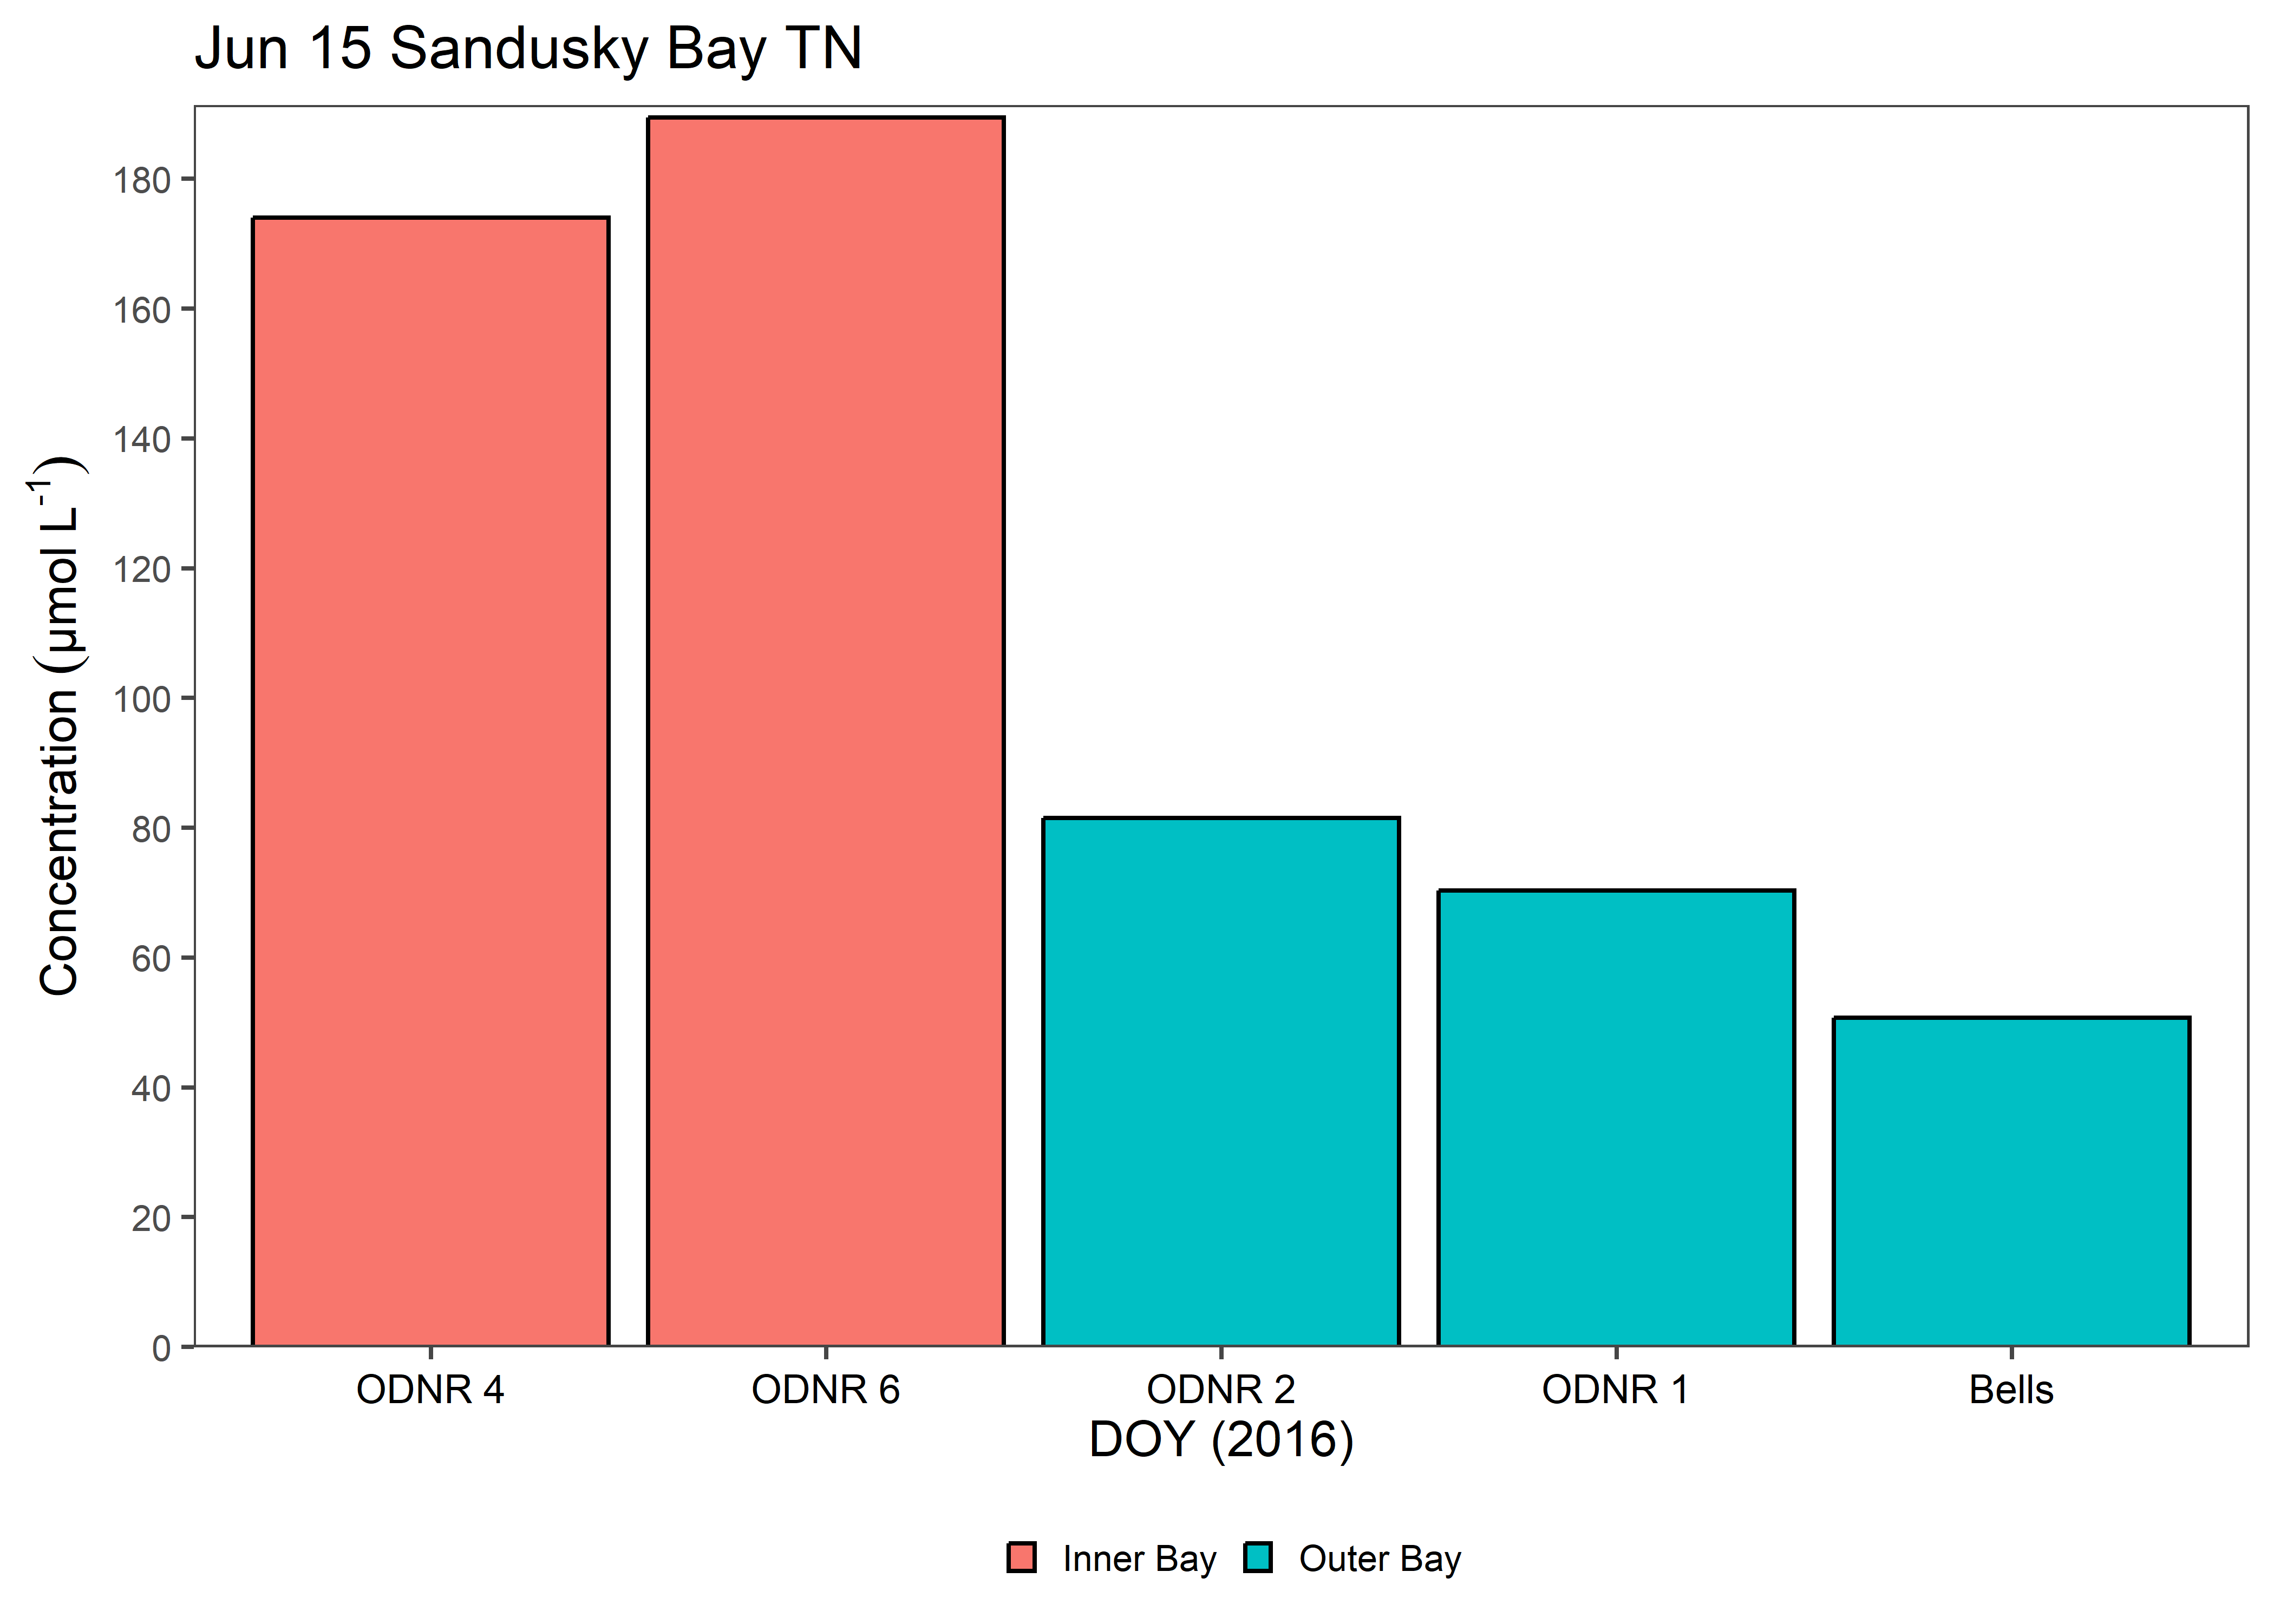 Jun 15 Sandusky Bay TN
Concentration (µmol L⁻¹)
180
160
140
120
100
80
60
40
20
0
ODNR 4 ODNR 6 ODNR 2 ODNR 1 Bells
DOY (2016)
Inner Bay Outer Bay